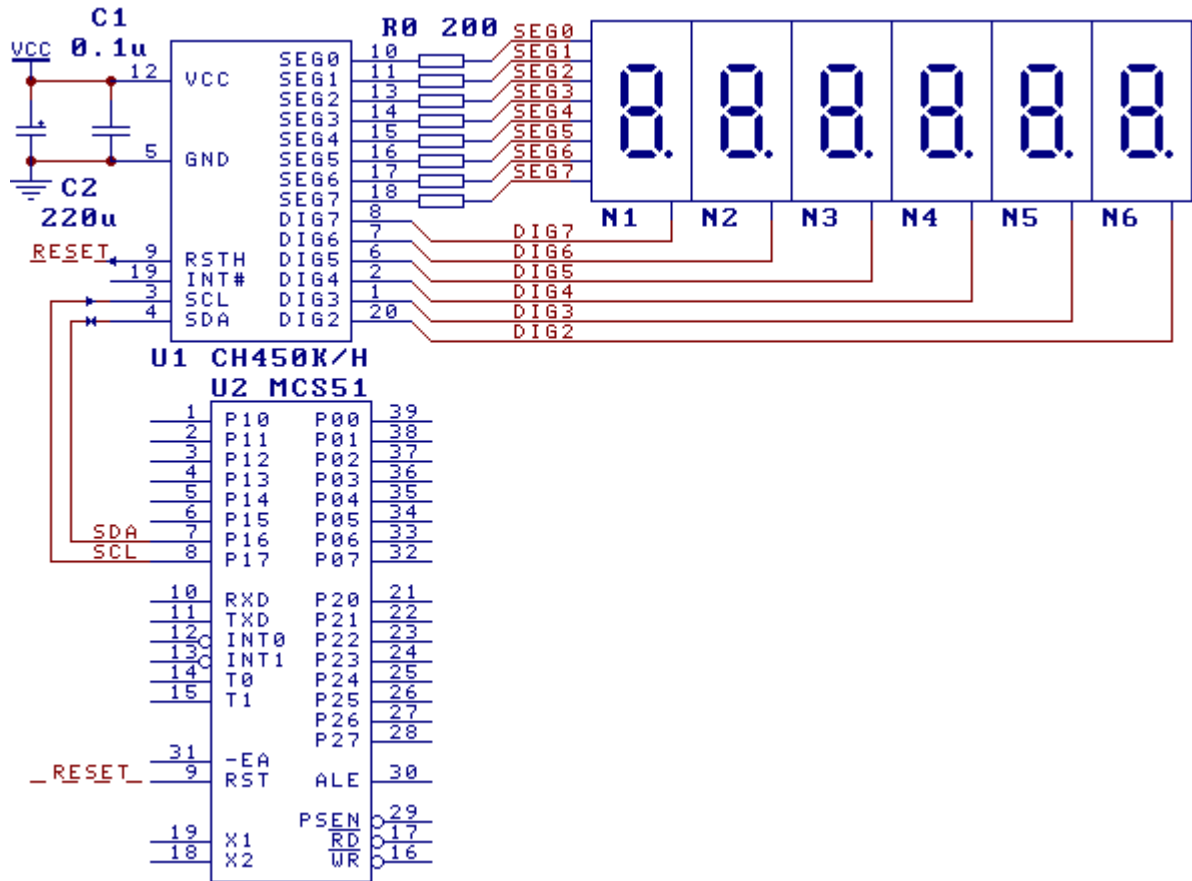 C1
0.1u
VCC
R0 200
12 VCC
5 GND
C2
220u
RESET
9 RSTH
19 INT#
3 SCL
4 SDA
SEG0 10
SEG1 11
SEG2 13
SEG3 14
SEG4 15
SEG5 16
SEG6 17
SEG7 18
DIG7 8
DIG6 7
DIG5 6
DIG4 2
DIG3 1
DIG2 20
SEG0
SEG1
SEG2
SEG3
SEG4
SEG5
SEG6
SEG7
8. 8. 8. 8. 8. 8.
N1 N2 N3 N4 N5 N6
DIG7
DIG6
DIG5
DIG4
DIG3
DIG2
U1 CH450K/H
U2 MCS51
1 P10 P00 39
2 P11 P01 38
3 P12 P02 37
4 P13 P03 36
5 P14 P04 35
6 P15 P05 34
SDA 7 P16 P06 33
SCL 8 P17 P07 32
10 RXD P20 21
11 TXD P21 22
12 INT0 P22 23
13 INT1 P23 24
14 T0 P24 25
15 T1 P25 26
P26 27
P27 28
31 -EA
RESET 9 RST ALE 30
PSEN 29
19 X1 RD 17
18 X2 WR 16